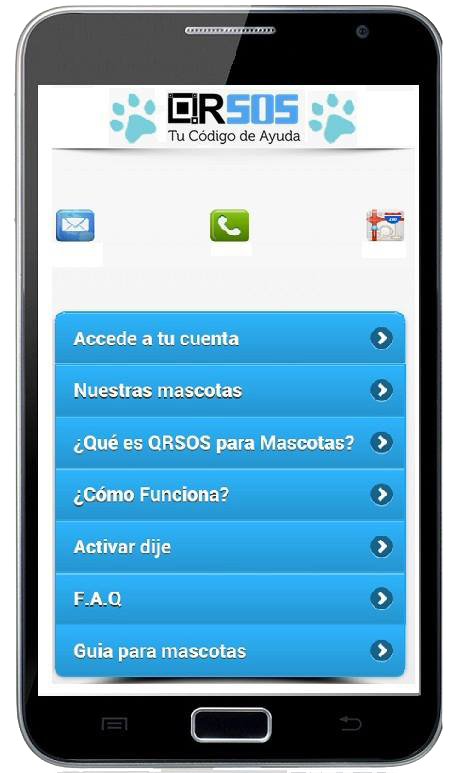 QRSOS
Tu Código de Ayuda
Accede a tu cuenta
Nuestras mascotas
¿Qué es QRSOS para Mascotas?
¿Cómo Funciona?
Activar dije
F.A.Q
Guia para mascotas